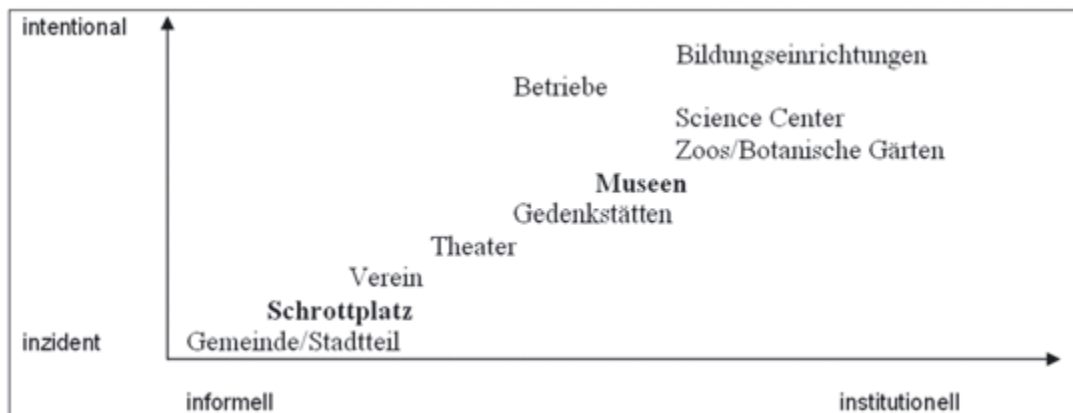 intentional
Bildungseinrichtungen
Betriebe
Science Center
Zoos/Botanische Gärten
Museen
Gedenkstätten
Theater
Verein
Schrottplatz
inzident
Gemeinde/Stadtteil
informell
institutionell